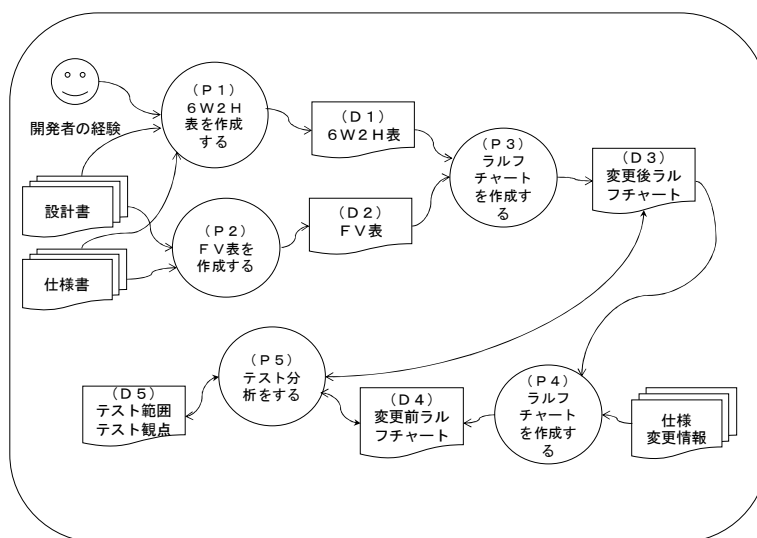 （Ｐ１）
６Ｗ２Ｈ
表を作成
する
開発者の経験
（Ｄ１）
６Ｗ２Ｈ表
（Ｐ３）
ラルフ
チャート
を作成す
る
（Ｄ３）
変更後ラル
フチャート
設計書
（Ｐ２）
ＦＶ表を
作成する
（Ｄ２）
ＦＶ表
仕様書
（Ｐ５）
テスト分
析をする
（Ｄ５）
テスト範囲
テスト観点
（Ｄ４）
変更前ラル
フチャート
（Ｐ４）
ラルフ
チャート
を作成す
る
仕様
変更情報